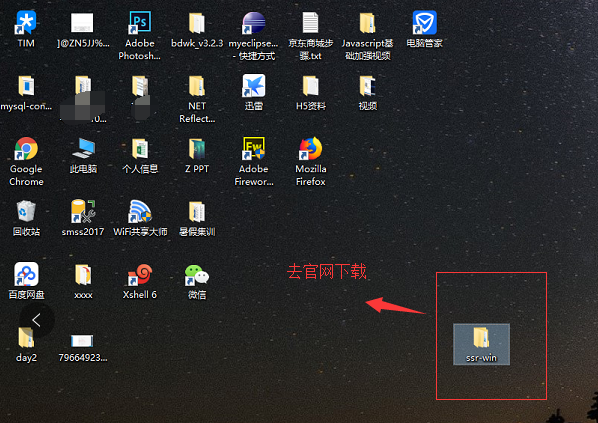 TIM
]@ZN5JJ%...
Adobe
Photosh...
bdwk_v3.2.3
myeclipse...
- 快捷方式
京东商城步
骤.txt
Javascript基
础加强视频
电脑管家
mysql-con...
NET
Reflect...
迅雷
H5资料
视频
Google
Chrome
此电脑
个人信息
Z PPT
Adobe
Firewor...
Mozilla
Firefox
回收站
smss2017
WiFi共享大师
暑假集训
百度网盘
xxxx
Xshell 6
微信
去官网下载
day2
79664923...
ssr-win